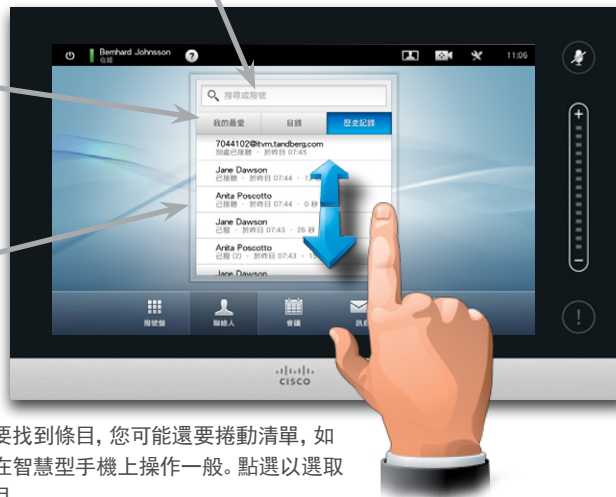 Bernhard Johnsson
在線
?
11:06
搜尋或撥號
我的最愛 目錄 歷史記錄
7044102@itvm.tandberg.com
別處已接聽 · 於昨日 07:45
Jane Dawson
已接聽 · 於昨日 07:44 ·
Anita Poscotto
已接聽 · 於昨日 07:44 · 0 秒
Jane Dawson
已撥 · 於昨日 07:43 · 26 秒
Anita Poscotto
已撥 (2) · 於昨日 07:43 ·
Jane Dawson
撥號盤 聯絡人 會議 訊息
+
–
!
CISCO
要找到條目, 您可能還要捲動清單, 如
在智慧型手機上操作一般。點選以選取